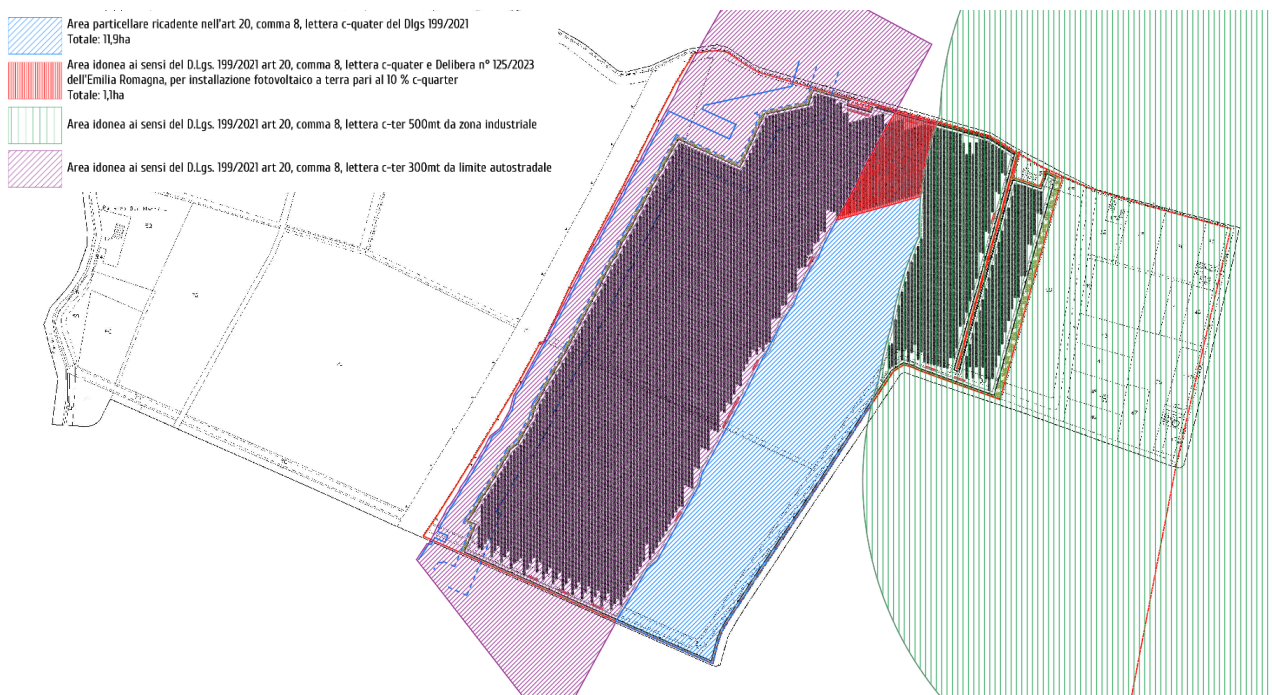 Area particellare ricadente nell'art 20, comma 8, lettera c-quater del Dlgs 199/2021
Totale: 11,9ha
Area idonea ai sensi del D.Lgs. 199/2021 art 20, comma 8, lettera c-quater e Delibera n° 125/2023
dell'Emilia Romagna, per installazione fotovoltaico a terra pari al 10 % c-quarter
Totale: 1,1ha
Area idonea ai sensi del D.Lgs. 199/2021 art 20, comma 8, lettera c-ter 500mt da zona industriale
Area idonea ai sensi del D.Lgs. 199/2021 art 20, comma 8, lettera c-ter 300mt da limite autostradale